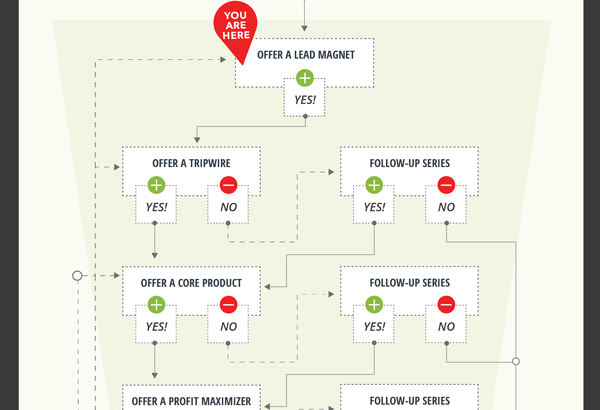 YOU
ARE
HERE
OFFER A LEAD MAGNET
YES!
OFFER A TRIPWIRE
FOLLOW-UP SERIES
YES!
NO
YES!
NO
OFFER A CORE PRODUCT
FOLLOW-UP SERIES
YES!
NO
YES!
NO
OFFER A PROFIT MAXIMIZER
FOLLOW-UP SERIES